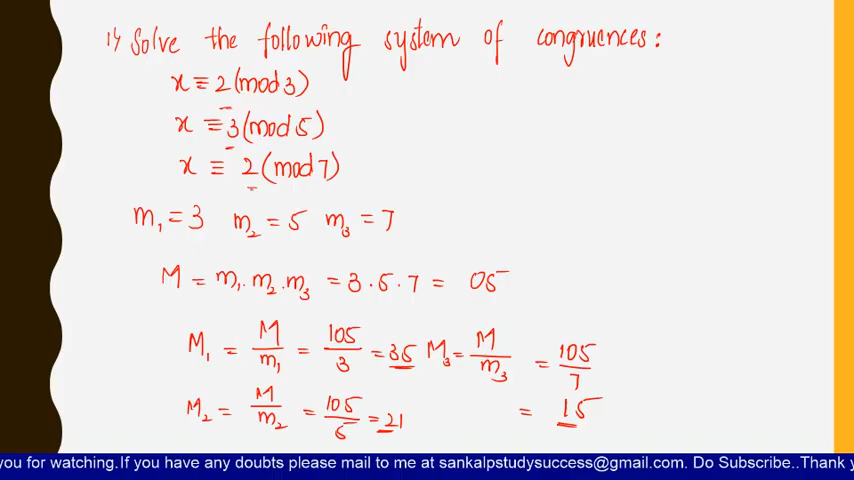 1) Solve the following system of congruences:
x ≡ 2 (mod 3)
x ≡ 3 (mod 5)
x ≡ 2 (mod 7)
m₁ = 3 m₂ = 5 m₃ = 7
M = m₁. m₂. m₃ = 3 . 5 . 7 = 05
M₁ = M/m₁ = 105/3 = 35 M₃ = M/m₃ = 105/7
M₂ = M/m₂ = 105/5 = 21 = 15
you for watching.If you have any doubts please mail to me at sankalpstudysuccess@gmail.com. Do Subscribe..Thank y